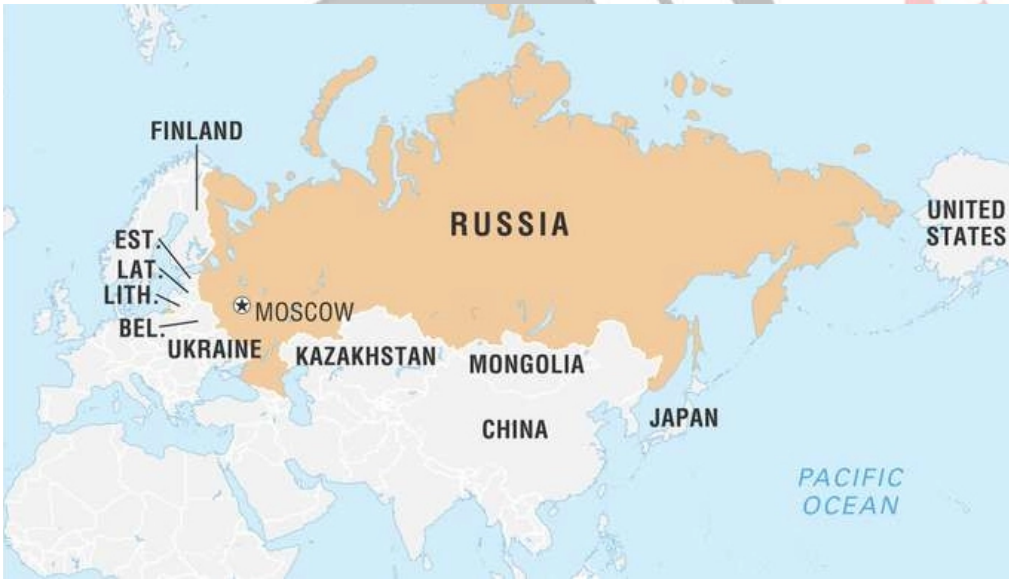 FINLAND
RUSSIA
UNITED
STATES
EST.
LAT.
LITH.
BEL.
MOSCOW
UKRAINE
KAZAKHSTAN
MONGOLIA
CHINA
JAPAN
PACIFIC
OCEAN